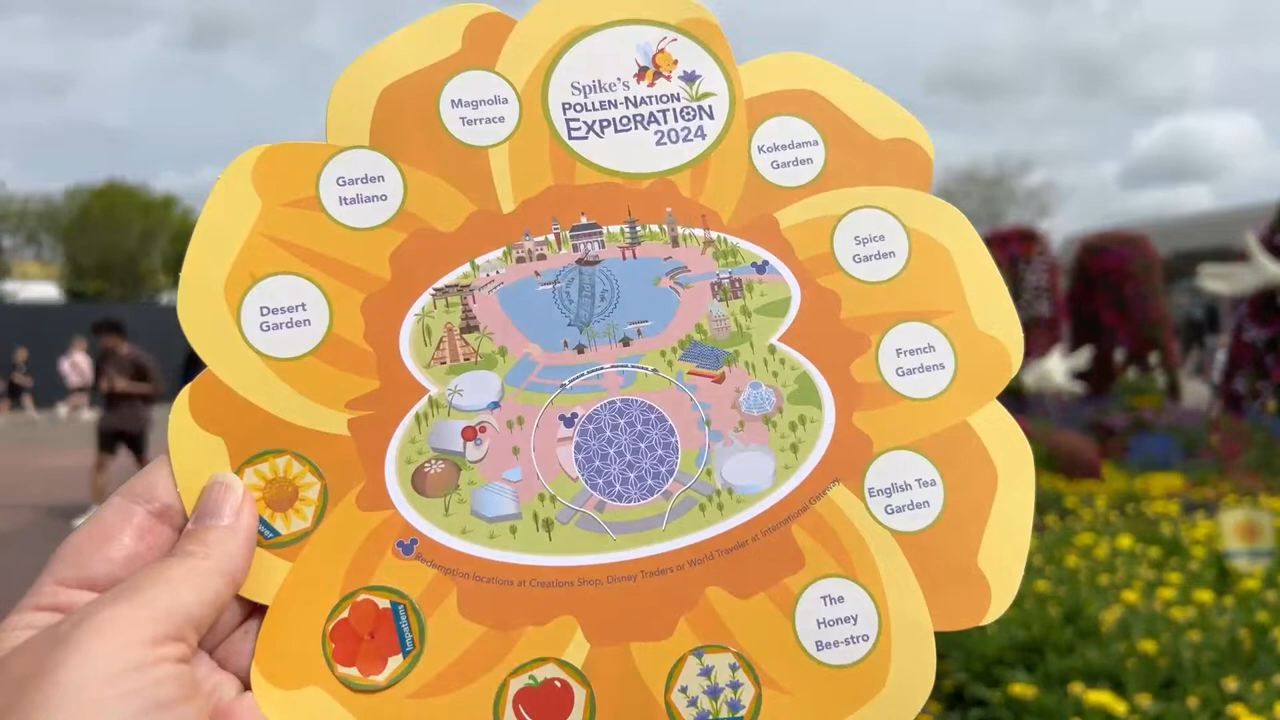 Spike's
POLLEN-NATION
EXPLORATION
2024
Magnolia
Terrace
Kokedama
Garden
Garden
Italiano
Spice
Garden
Desert
Garden
French
Gardens
English Tea
Garden
Redemption locations at Creations Shop, Disney Traders or World Traveler at International Gateway
The
Honey
Bee-stro
Impatiens